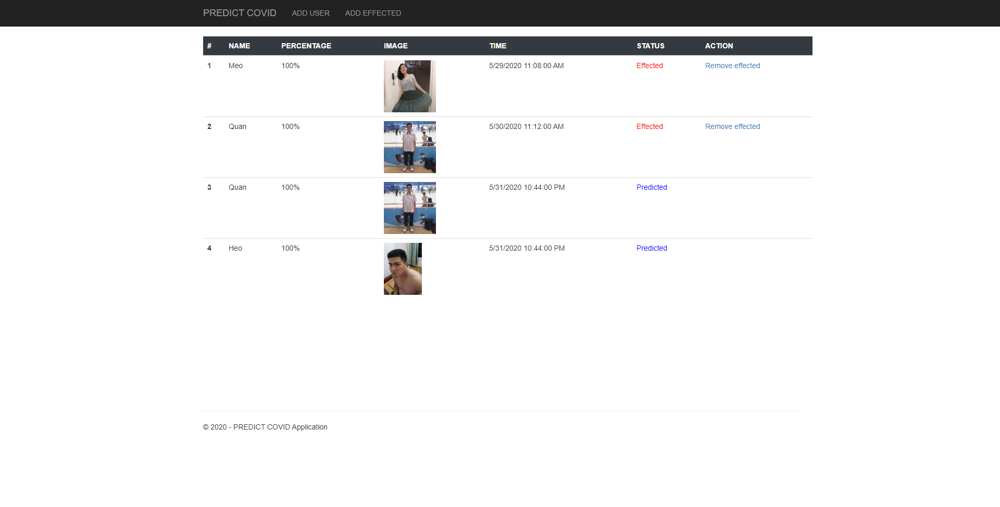 PREDICT COVID ADD USER ADD EFFECTED
# NAME PERCENTAGE IMAGE TIME STATUS ACTION
1 Meo 100% 5/29/2020 11:08:00 AM Effected Remove effected
2 Quan 100% 5/30/2020 11:12:00 AM Effected Remove effected
3 Quan 100% 5/31/2020 10:44:00 PM Predicted
4 Heo 100% 5/31/2020 10:44:00 PM Predicted
© 2020 - PREDICT COVID Application